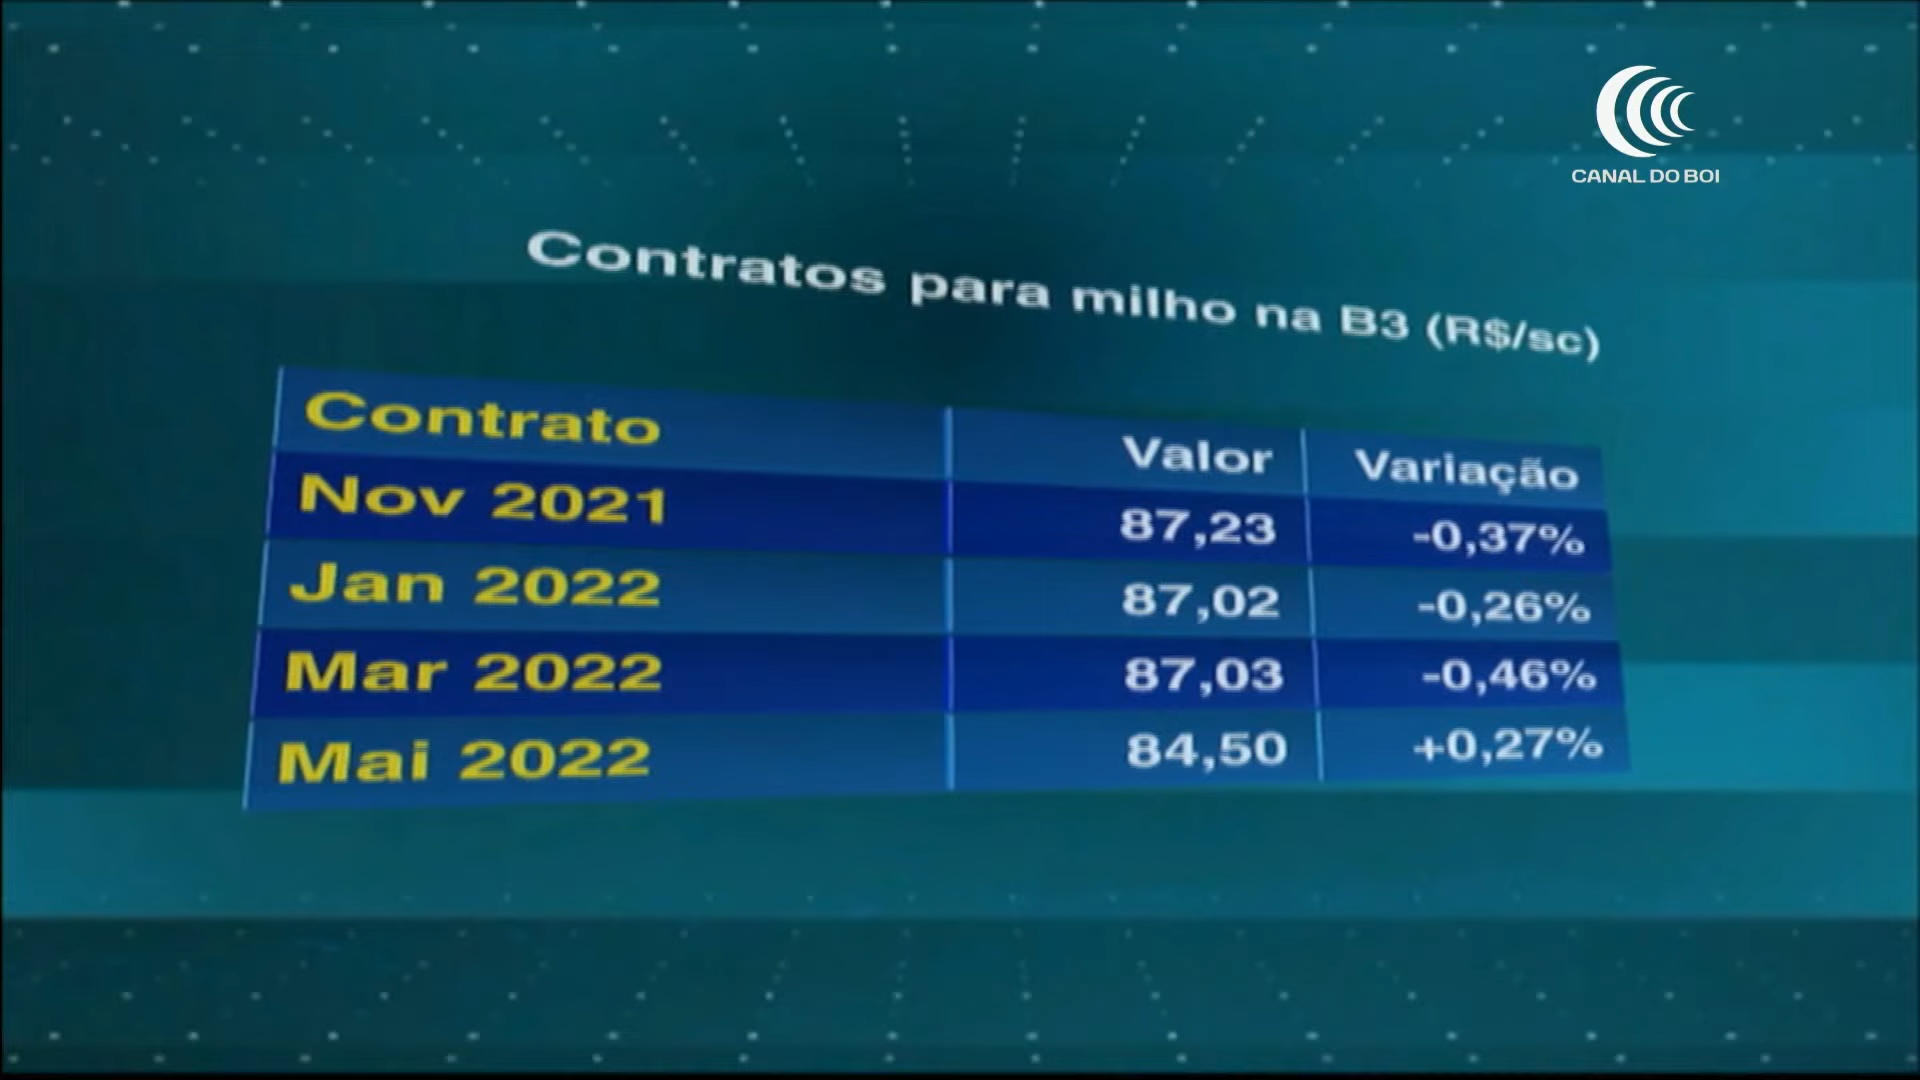 CANAL DO BOI
Contratos para milho na B3 (R$/sc)
Contrato Valor Variação
Nov 2021 87,23 -0,37%
Jan 2022 87,02 -0,26%
Mar 2022 87,03 -0,46%
Mai 2022 84,50 +0,27%